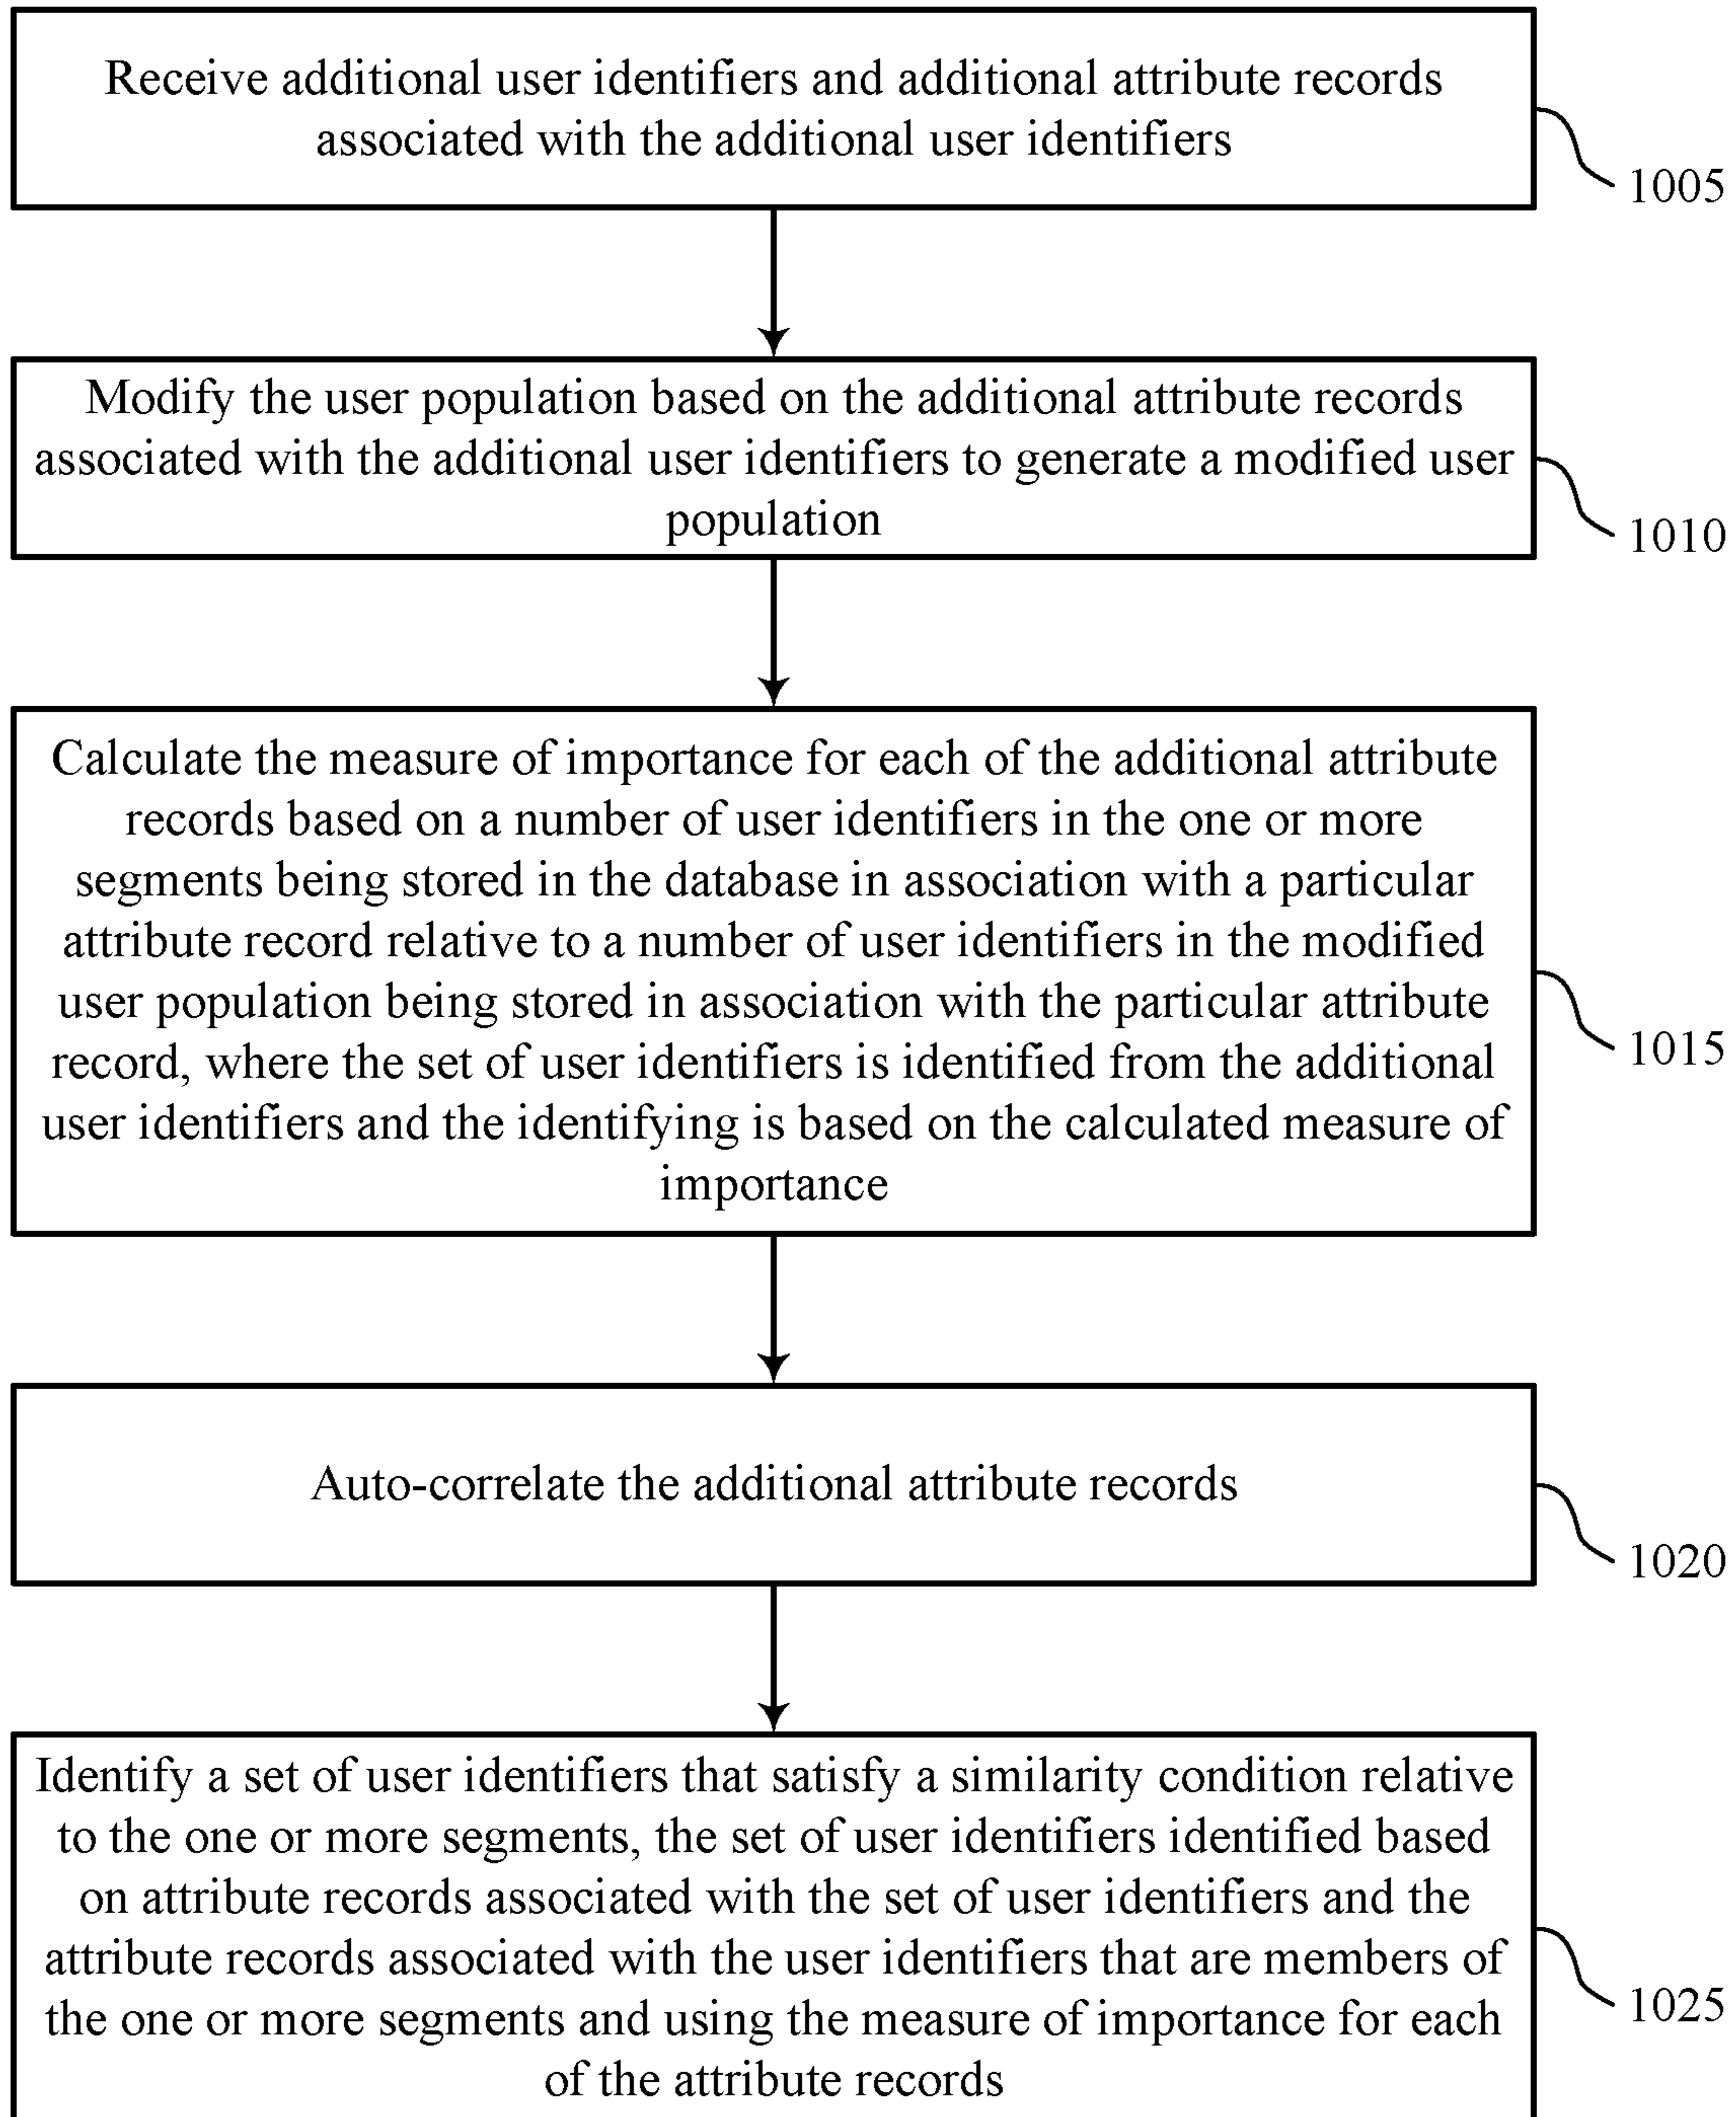 Receive additional user identifiers and additional attribute records
associated with the additional user identifiers
1005
Modify the user population based on the additional attribute records
associated with the additional user identifiers to generate a modified user
population
1010
Calculate the measure of importance for each of the additional attribute
records based on a number of user identifiers in the one or more
segments being stored in the database in association with a particular
attribute record relative to a number of user identifiers in the modified
user population being stored in association with the particular attribute
record, where the set of user identifiers is identified from the additional
user identifiers and the identifying is based on the calculated measure of
importance
1015
Auto-correlate the additional attribute records
1020
Identify a set of user identifiers that satisfy a similarity condition relative
to the one or more segments, the set of user identifiers identified based
on attribute records associated with the set of user identifiers and the
attribute records associated with the user identifiers that are members of
the one or more segments and using the measure of importance for each
of the attribute records
1025